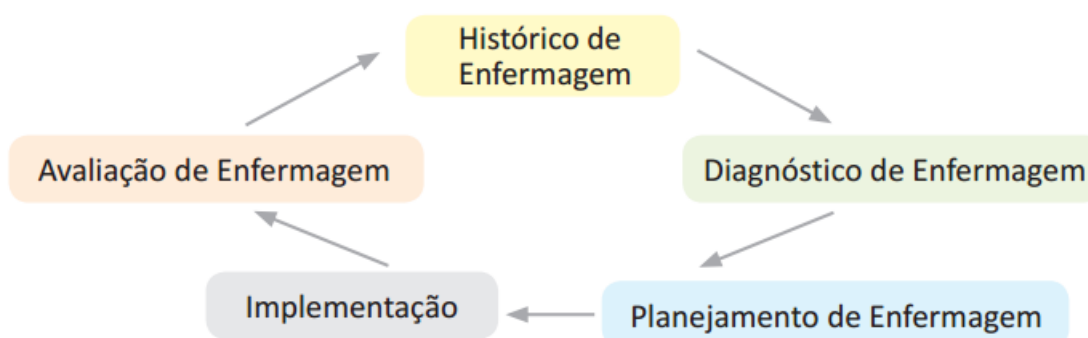 Histórico de
Enfermagem
Avaliação de Enfermagem
Diagnóstico de Enfermagem
Implementação
Planejamento de Enfermagem